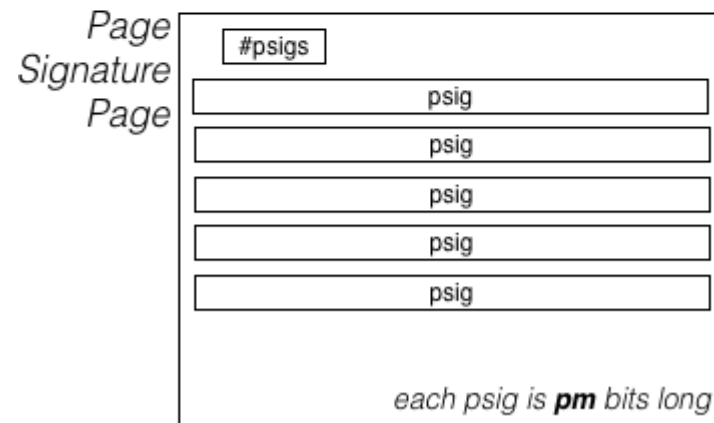 Page
Signature
Page
#psigs
psig
psig
psig
psig
psig
each psig is pm bits long